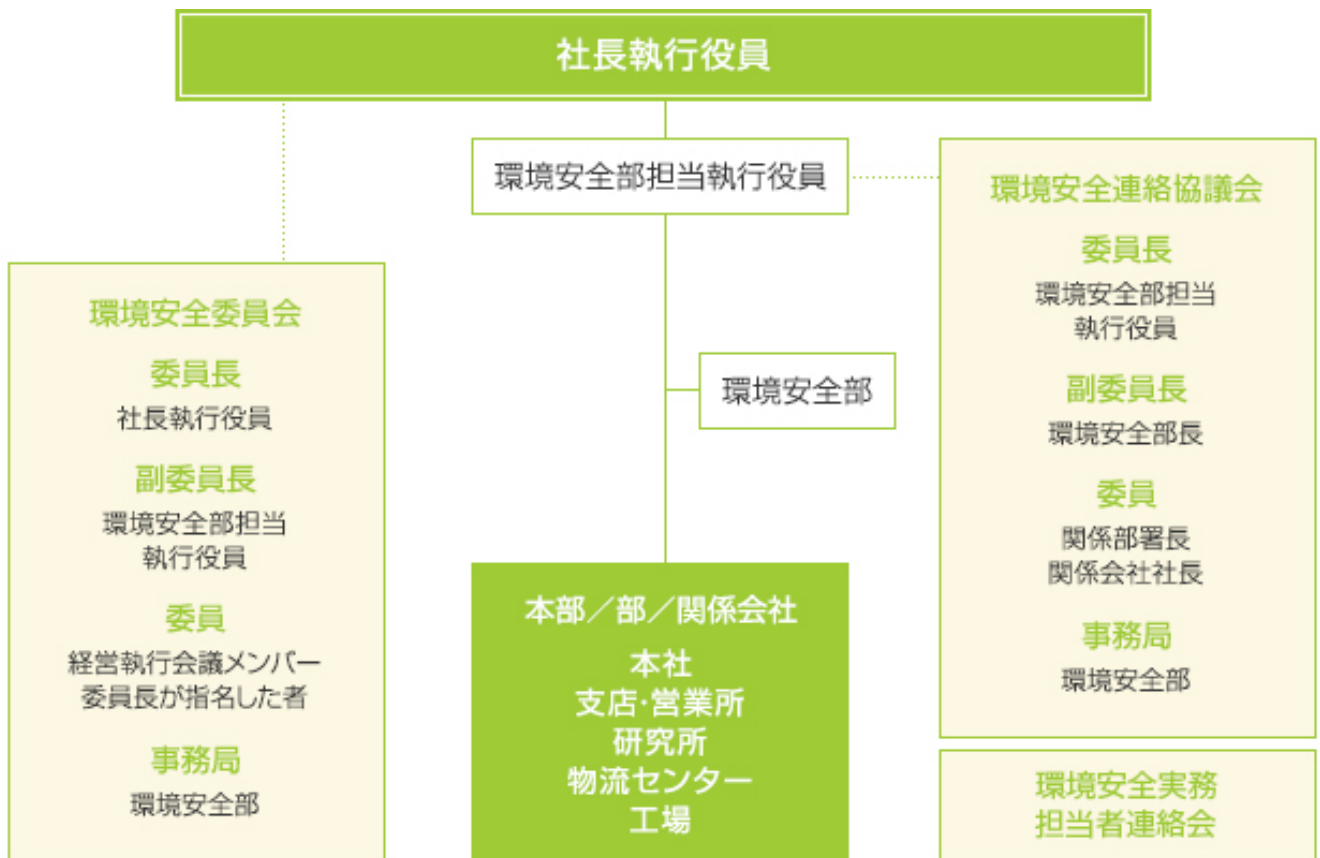 社長執行役員
環境安全部担当執行役員
環境安全委員会
委員長
社長執行役員
副委員長
環境安全部担当
執行役員
委員
経営執行会議メンバー
委員長が指名した者
事務局
環境安全部
環境安全部
本部／部／関係会社
本社
支店・営業所
研究所
物流センター
工場
環境安全連絡協議会
委員長
環境安全部担当
執行役員
副委員長
環境安全部長
委員
関係部署長
関係会社社長
事務局
環境安全部
環境安全実務
担当者連絡会